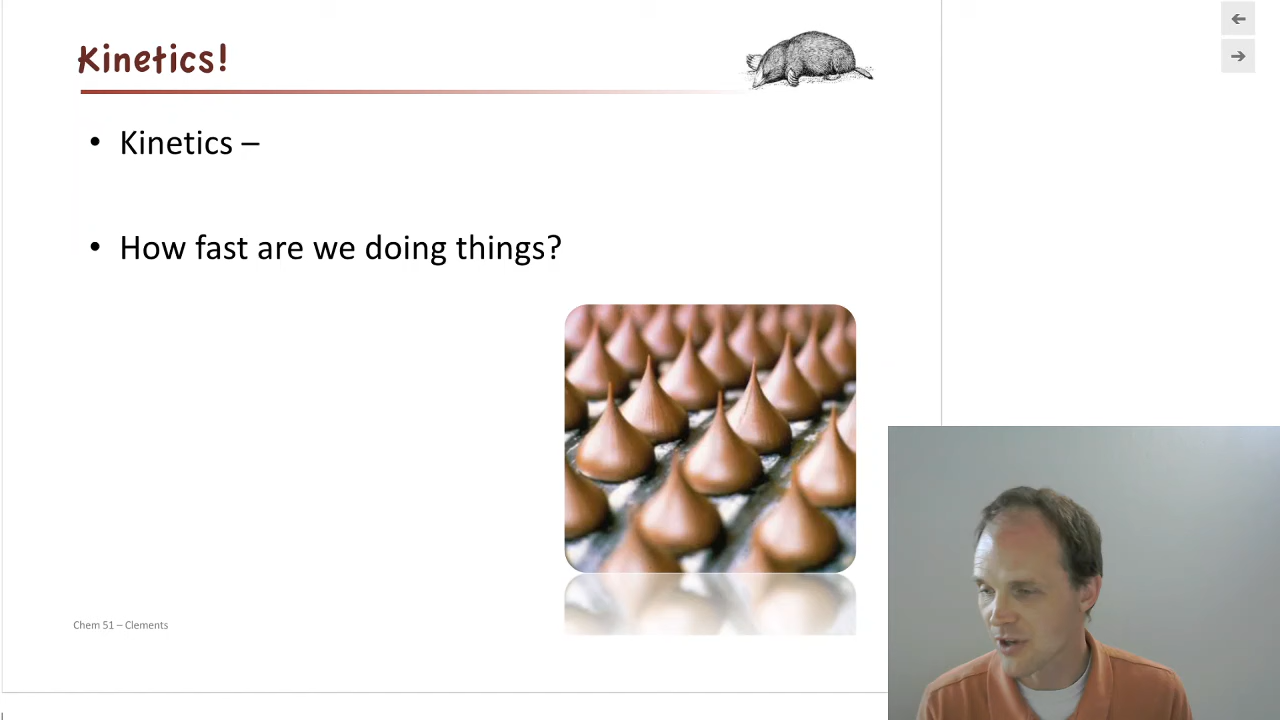 Kinetics!
• Kinetics –
• How fast are we doing things?
Chem 51 – Clements